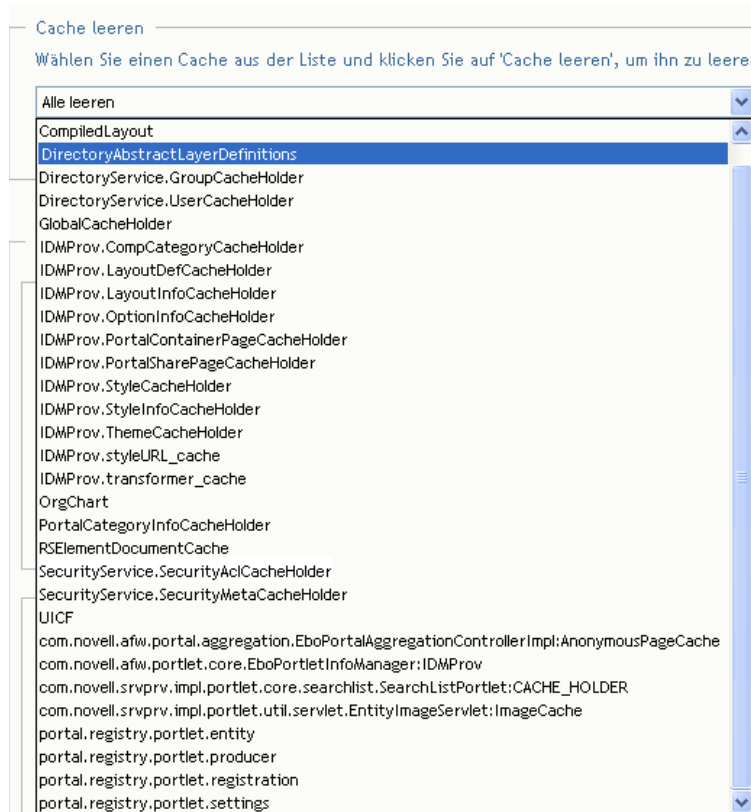 Cache leeren
Wählen Sie einen Cache aus der Liste und klicken Sie auf 'Cache leeren', um ihn zu leere
Alle leeren
CompiledLayout
DirectoryAbstractLayerDefinitions
DirectoryService.GroupCacheHolder
DirectoryService.UserCacheHolder
GlobalCacheHolder
IDMProv.CompCategoryCacheHolder
IDMProv.LayoutDefCacheHolder
IDMProv.LayoutInfoCacheHolder
IDMProv.OptionInfoCacheHolder
IDMProv.PortalContainerPageCacheHolder
IDMProv.PortalSharePageCacheHolder
IDMProv.StyleCacheHolder
IDMProv.StyleInfoCacheHolder
IDMProv.ThemeCacheHolder
IDMProv.styleURL_cache
IDMProv.transformer_cache
OrgChart
PortalCategoryInfoCacheHolder
RSElementDocumentCache
SecurityService.SecurityAclCacheHolder
SecurityService.SecurityMetaCacheHolder
UICF
com.novell.afw.portal.aggregation.EboPortalAggregationControllerImpl:AnonymousPageCache
com.novell.afw.portlet.core.EboPortletInfoManager:IDMProv
com.novell.srvprv.impl.portlet.core.searchlist.SearchListPortlet:CACHE_HOLDER
com.novell.srvprv.impl.portlet.util.servlet.EntityImageServlet:ImageCache
portal.registry.portlet.entity
portal.registry.portlet.producer
portal.registry.portlet.registration
portal.registry.portlet.settings